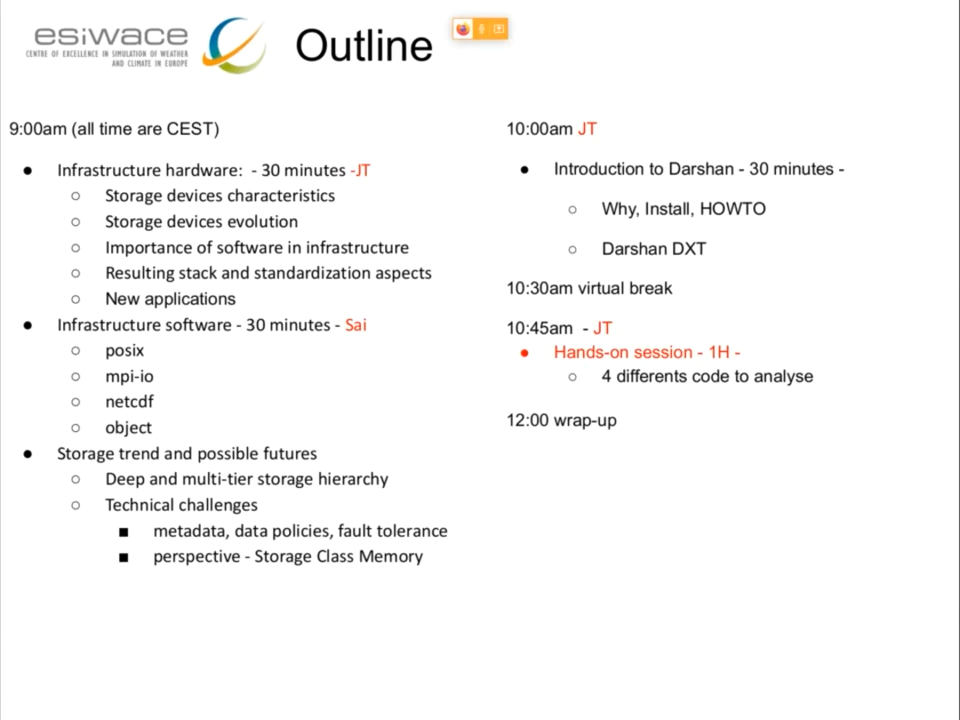 esiwace
CENTRE OF EXCELLENCE IN SIMULATION OF WEATHER
AND CLIMATE IN EUROPE
Outline
9:00am (all time are CEST)
● Infrastructure hardware: - 30 minutes -JT
○ Storage devices characteristics
○ Storage devices evolution
○ Importance of software in infrastructure
○ Resulting stack and standardization aspects
○ New applications
● Infrastructure software - 30 minutes - Sai
○ posix
○ mpi-io
○ netcdf
○ object
● Storage trend and possible futures
○ Deep and multi-tier storage hierarchy
○ Technical challenges
■ metadata, data policies, fault tolerance
■ perspective - Storage Class Memory
10:00am JT
● Introduction to Darshan - 30 minutes -
○ Why, Install, HOWTO
○ Darshan DXT
10:30am virtual break
10:45am - JT
● Hands-on session - 1H -
○ 4 differents code to analyse
12:00 wrap-up